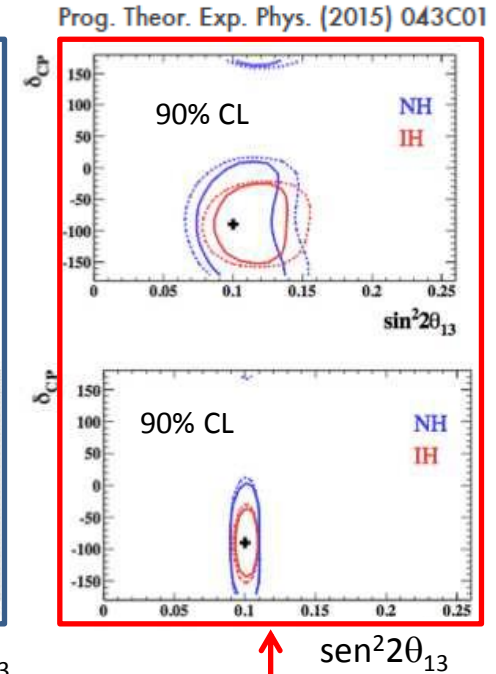 Prog. Theor. Exp. Phys. (2015) 043C01
δCP
150
100
50
0
-50
-100
-150
90% CL
NH
IH
0 0.05 0.1 0.15 0.2 0.25
sin²2θ₁₃
δCP
150
100
50
0
-50
-100
-150
90% CL
NH
IH
0 0.05 0.1 0.15 0.2 0.25
sen²2θ₁₃
3